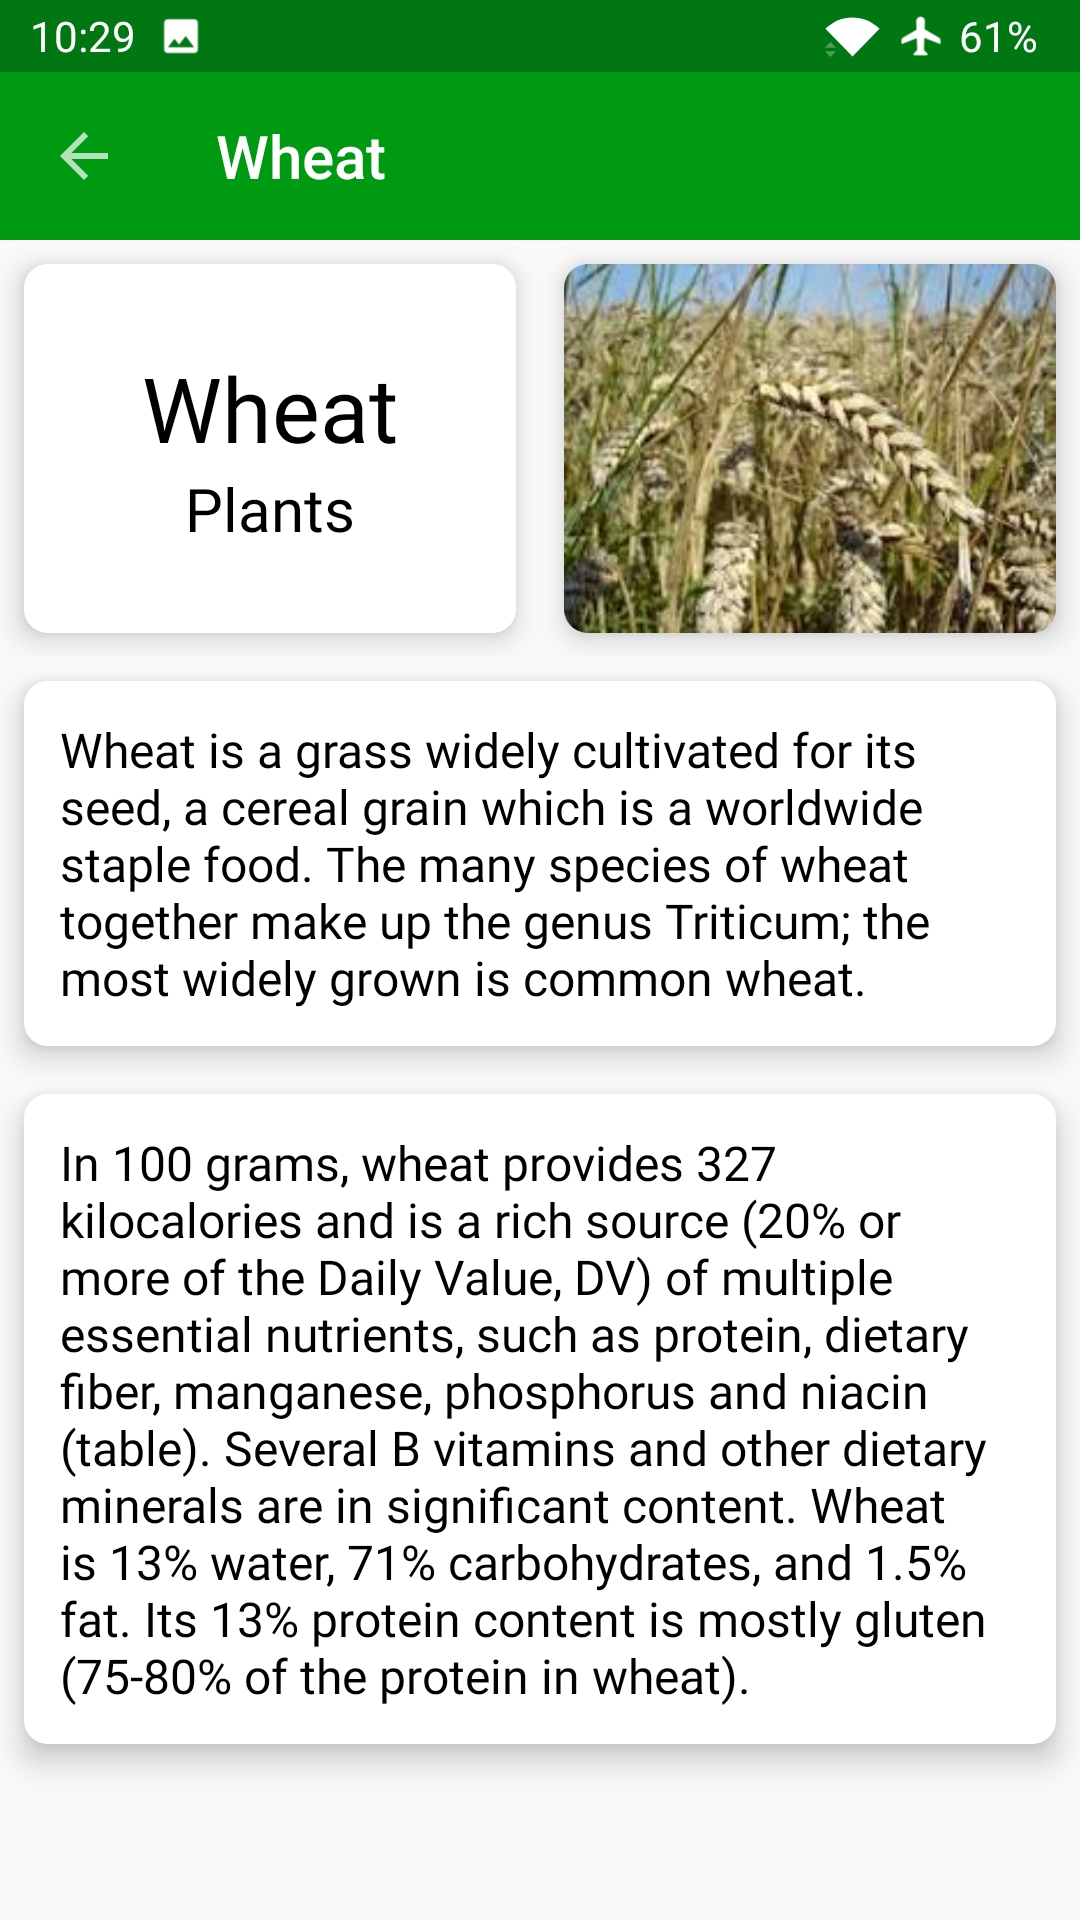 10:29
61%
Wheat
Wheat
Plants
Wheat is a grass widely cultivated for its
seed, a cereal grain which is a worldwide
staple food. The many species of wheat
together make up the genus Triticum; the
most widely grown is common wheat.
In 100 grams, wheat provides 327
kilocalories and is a rich source (20% or
more of the Daily Value, DV) of multiple
essential nutrients, such as protein, dietary
fiber, manganese, phosphorus and niacin
(table). Several B vitamins and other dietary
minerals are in significant content. Wheat
is 13% water, 71% carbohydrates, and 1.5%
fat. Its 13% protein content is mostly gluten
(75-80% of the protein in wheat).